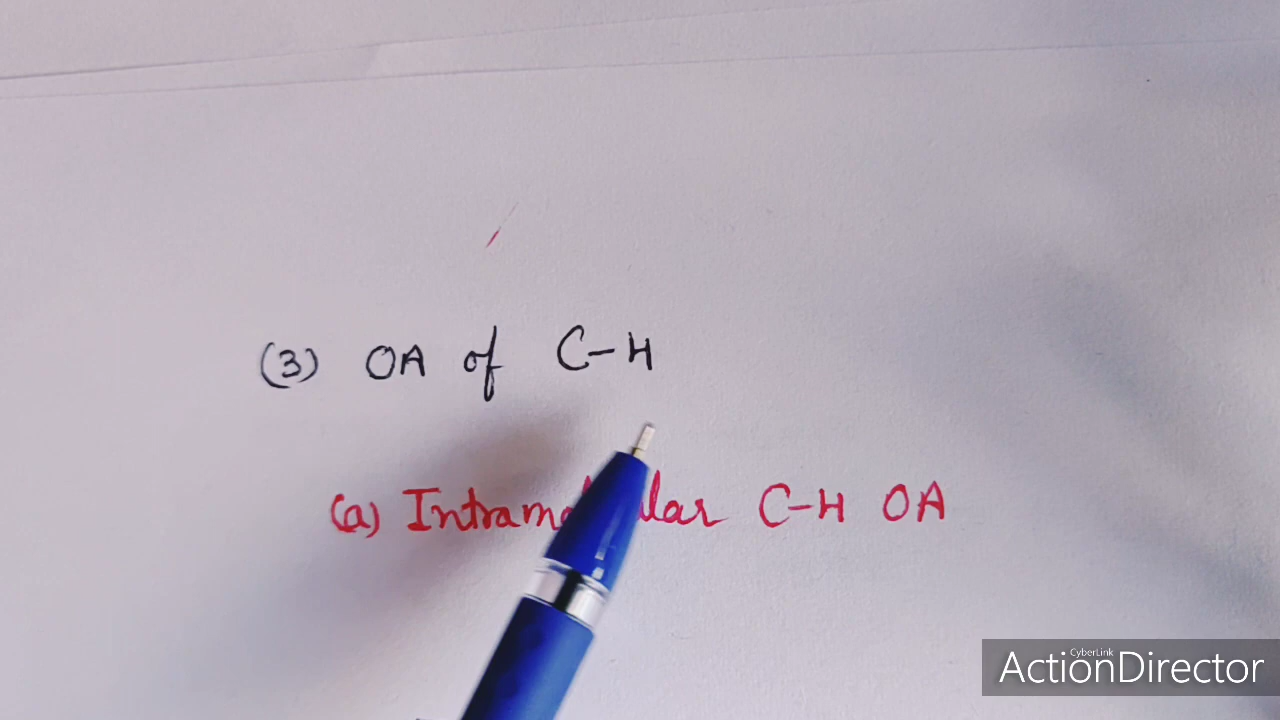 (3) OA of C-H
(a) C-H OA
CyberLink
ActionDirector